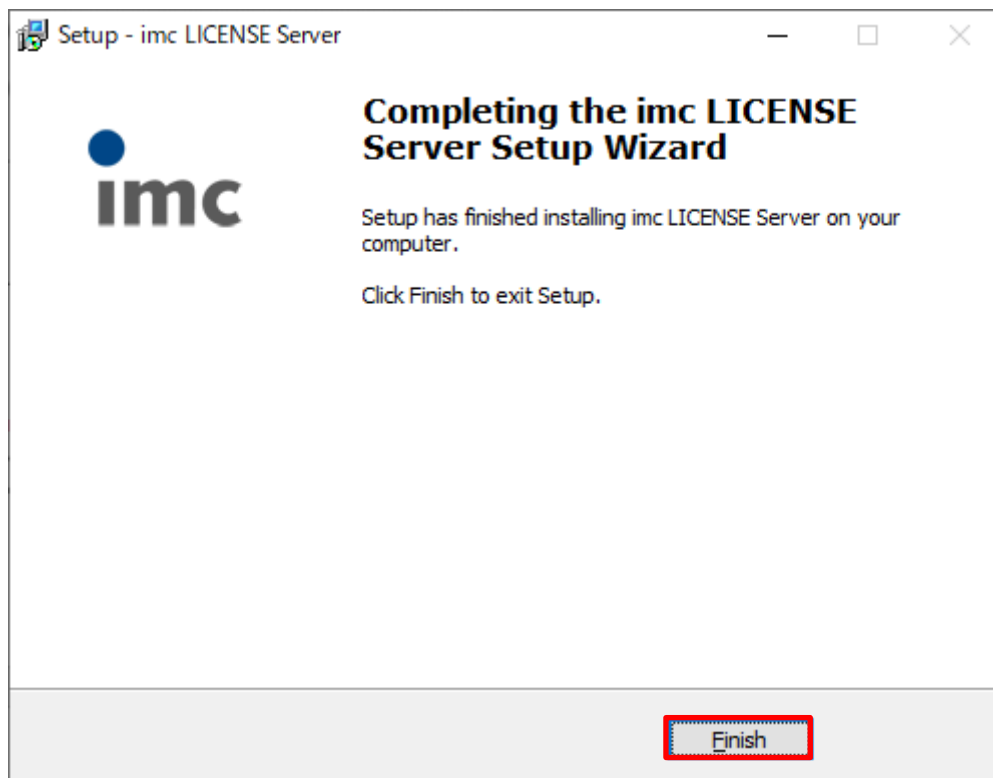 Setup - imc LICENSE Server
imc
Completing the imc LICENSE
Server Setup Wizard
Setup has finished installing imc LICENSE Server on your
computer.
Click Finish to exit Setup.
Finish